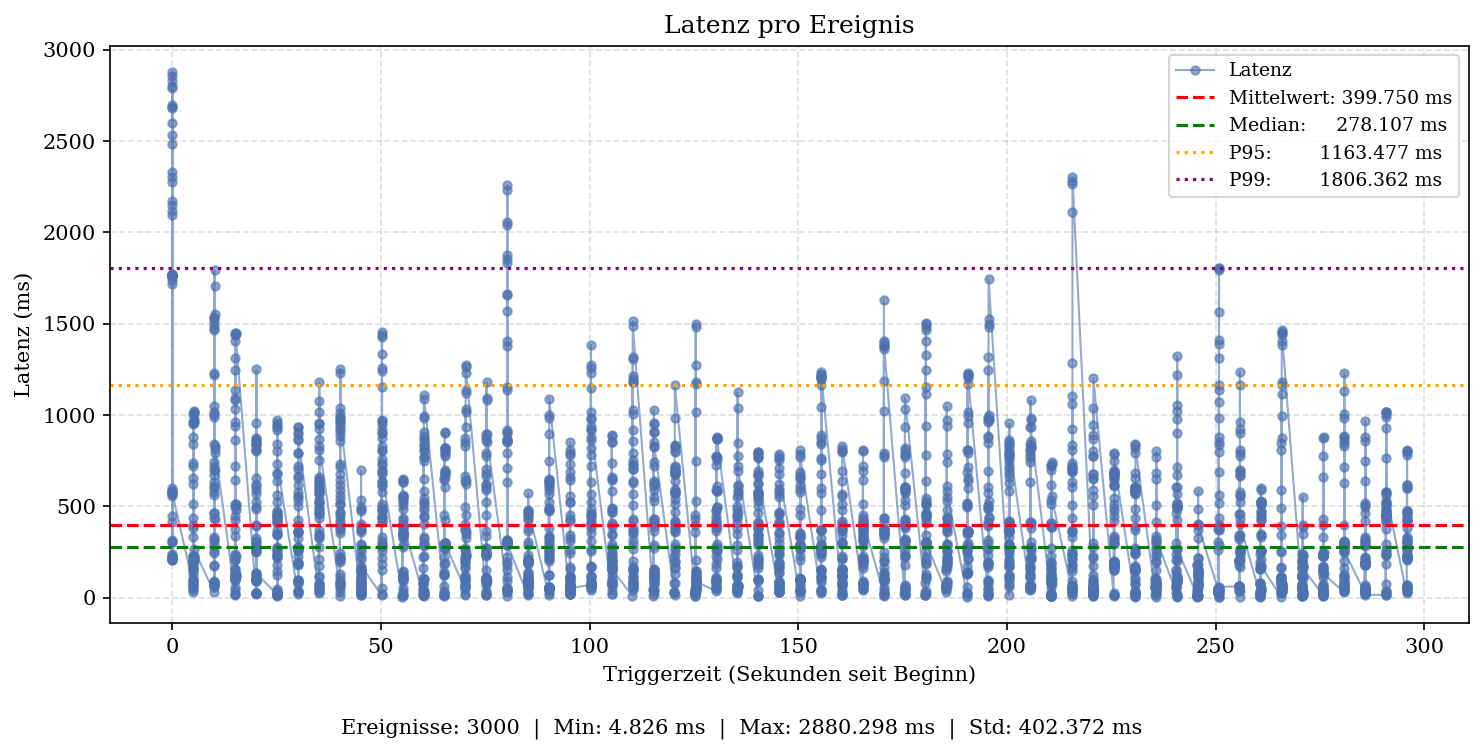 Latenz pro Ereignis
3000
2500
2000
1500
1000
500
0
Latenz (ms)
Latenz
Mittelwert: 399.750 ms
Median: 278.107 ms
P95: 1163.477 ms
P99: 1806.362 ms
0 50 100 150 200 250 300
Triggerzeit (Sekunden seit Beginn)
Ereignisse: 3000 | Min: 4.826 ms | Max: 2880.298 ms | Std: 402.372 ms